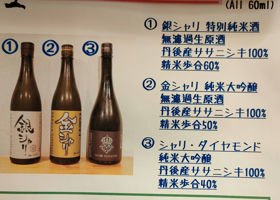 (All 60ml)
① 銀シャリ 特別純米酒
無濾過生原酒
丹後産ササニシキ100%
精米歩合60%
② 金シャリ 純米大吟醸
無濾過生原酒
丹後産ササニシキ100%
精米歩合50%
③ シャリ・ダイヤモンド
純米大吟醸
丹後産ササニシキ100%
精米歩合40%
① ② ③
銀シャリ
金シャリ